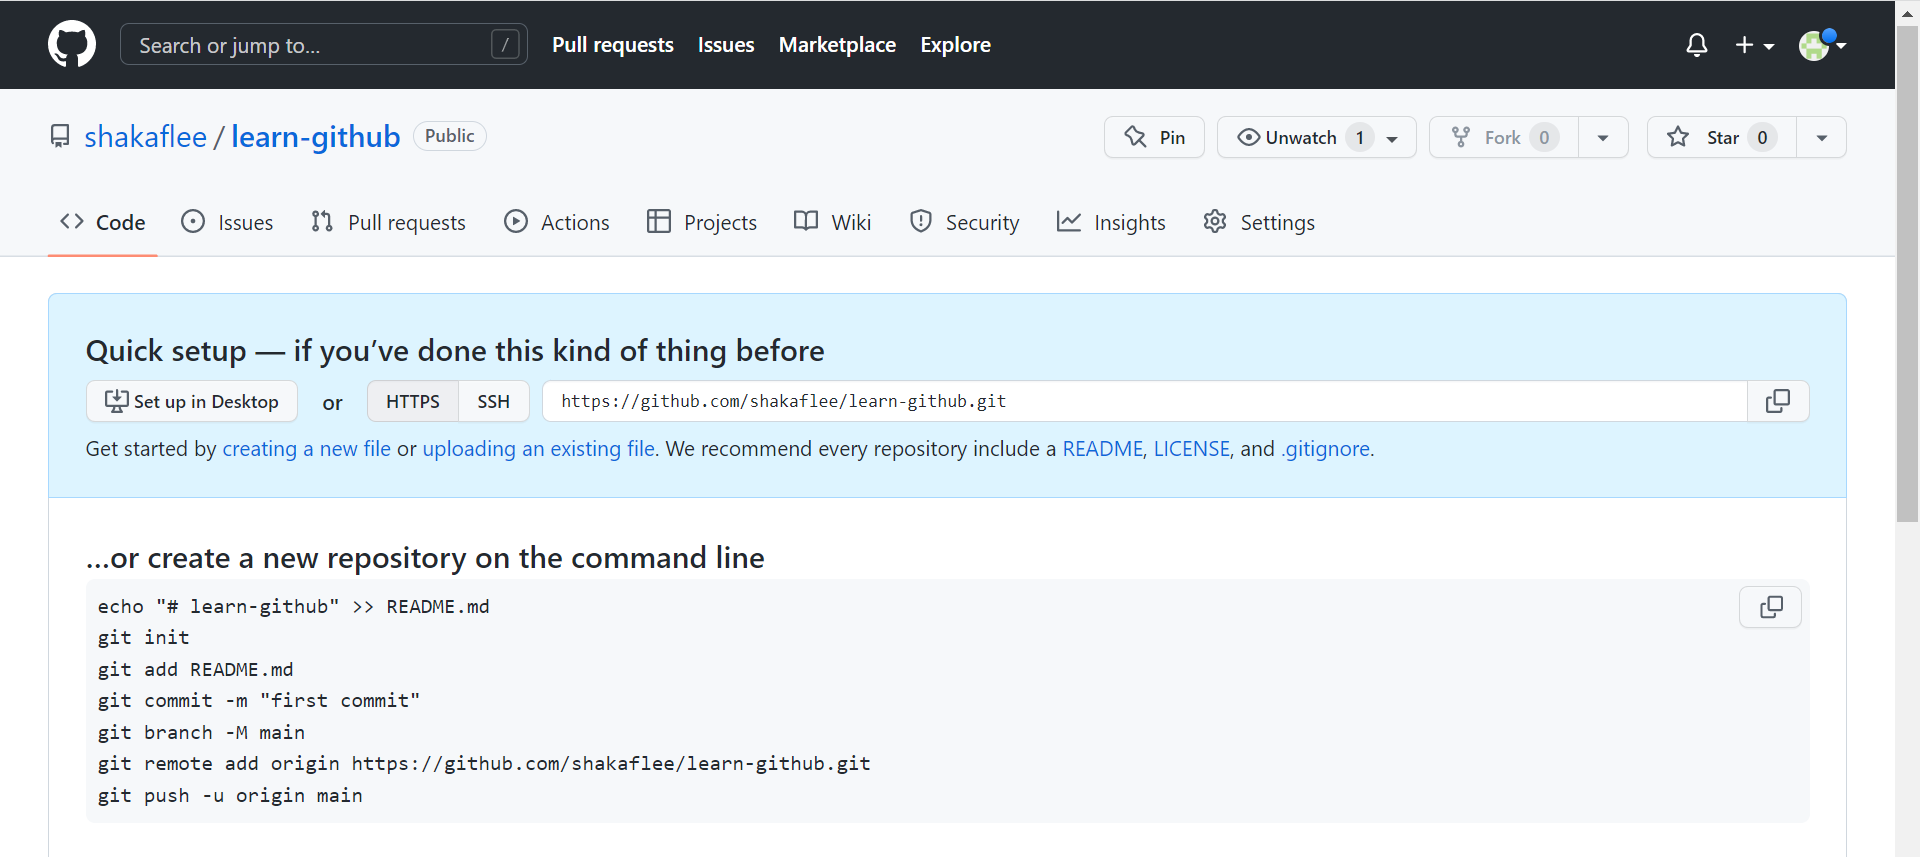 Search or jump to... / Pull requests Issues Marketplace Explore
shakaflee / learn-github Public Pin Unwatch 1 Fork 0 Star 0
Code Issues Pull requests Actions Projects Wiki Security Insights Settings
Quick setup — if you’ve done this kind of thing before
Set up in Desktop or HTTPS SSH https://github.com/shakaflee/learn-github.git
Get started by creating a new file or uploading an existing file. We recommend every repository include a README, LICENSE, and .gitignore.
...or create a new repository on the command line
echo "# learn-github" >> README.md
git init
git add README.md
git commit -m "first commit"
git branch -M main
git remote add origin https://github.com/shakaflee/learn-github.git
git push -u origin main